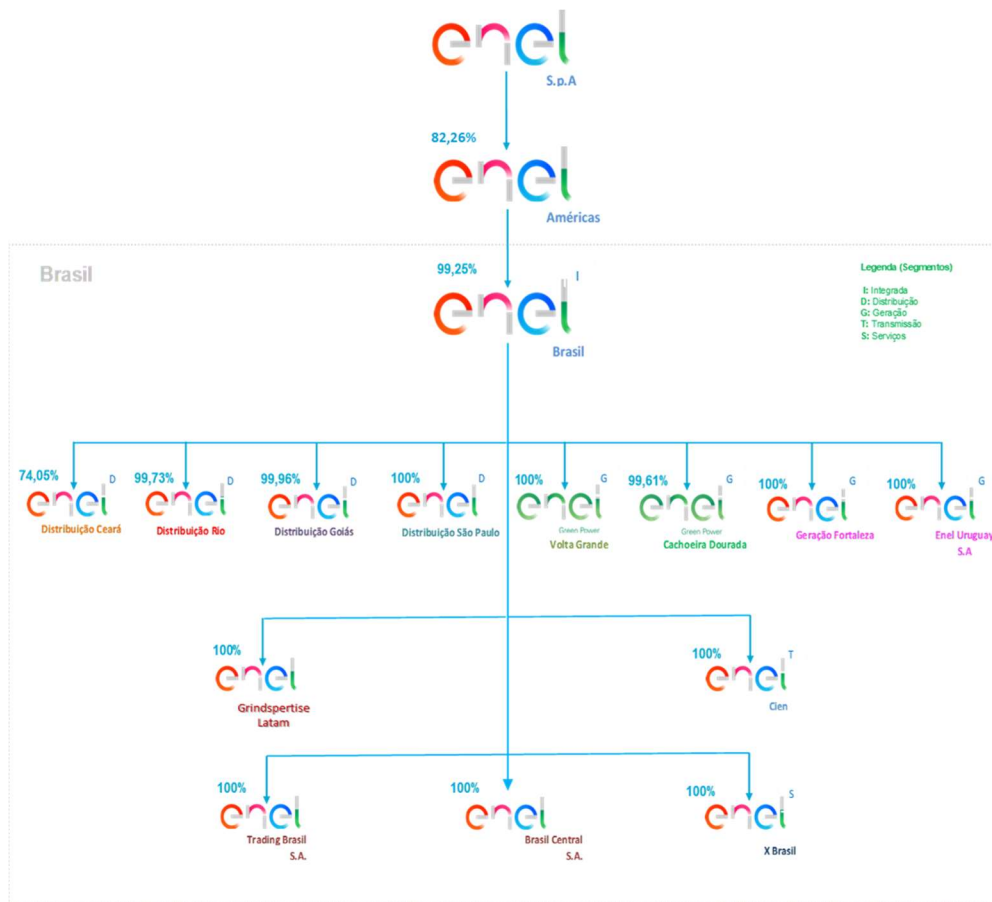 enel
S.p.A
82,26%
enel
Américas
Brasil
99,25%
I
enel
Brasil
Legenda (Segmentos)
I: Integrada
D: Distribuição
G: Geração
T: Transmissão
S: Serviços
74,05%
D
enel
Distribuição Ceará
99,73%
D
enel
Distribuição Rio
99,96%
D
enel
Distribuição Goiás
100%
D
enel
Distribuição São Paulo
100%
G
enel
Green Power
Volta Grande
99,61%
G
enel
Green Power
Cachoeira Dourada
100%
G
enel
Geração Fortaleza
100%
G
enel
Enel Uruguay
S.A
100%
enel
Grindspertise
Latam
100%
T
enel
Cien
100%
enel
Trading Brasil
S.A.
100%
enel
Brasil Central
S.A.
100%
S
enel
X Brasil